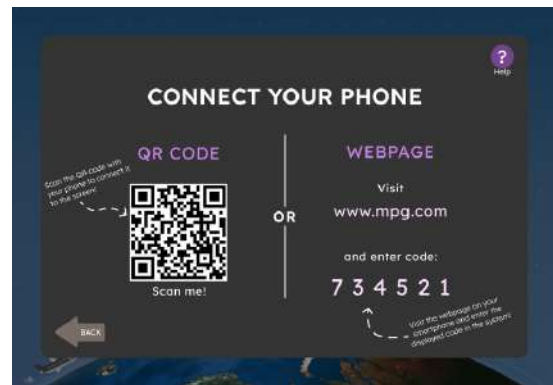 ?
Help
CONNECT YOUR PHONE
QR CODE
Scan the QR-code with
your phone to connect it
to the screen!
Scan me!
OR
WEBPAGE
Visit
www.mpg.com
and enter code:
7 3 4 5 2 1
Visit the webpage on your
smartphone and enter the
displayed code in the system!
BACK